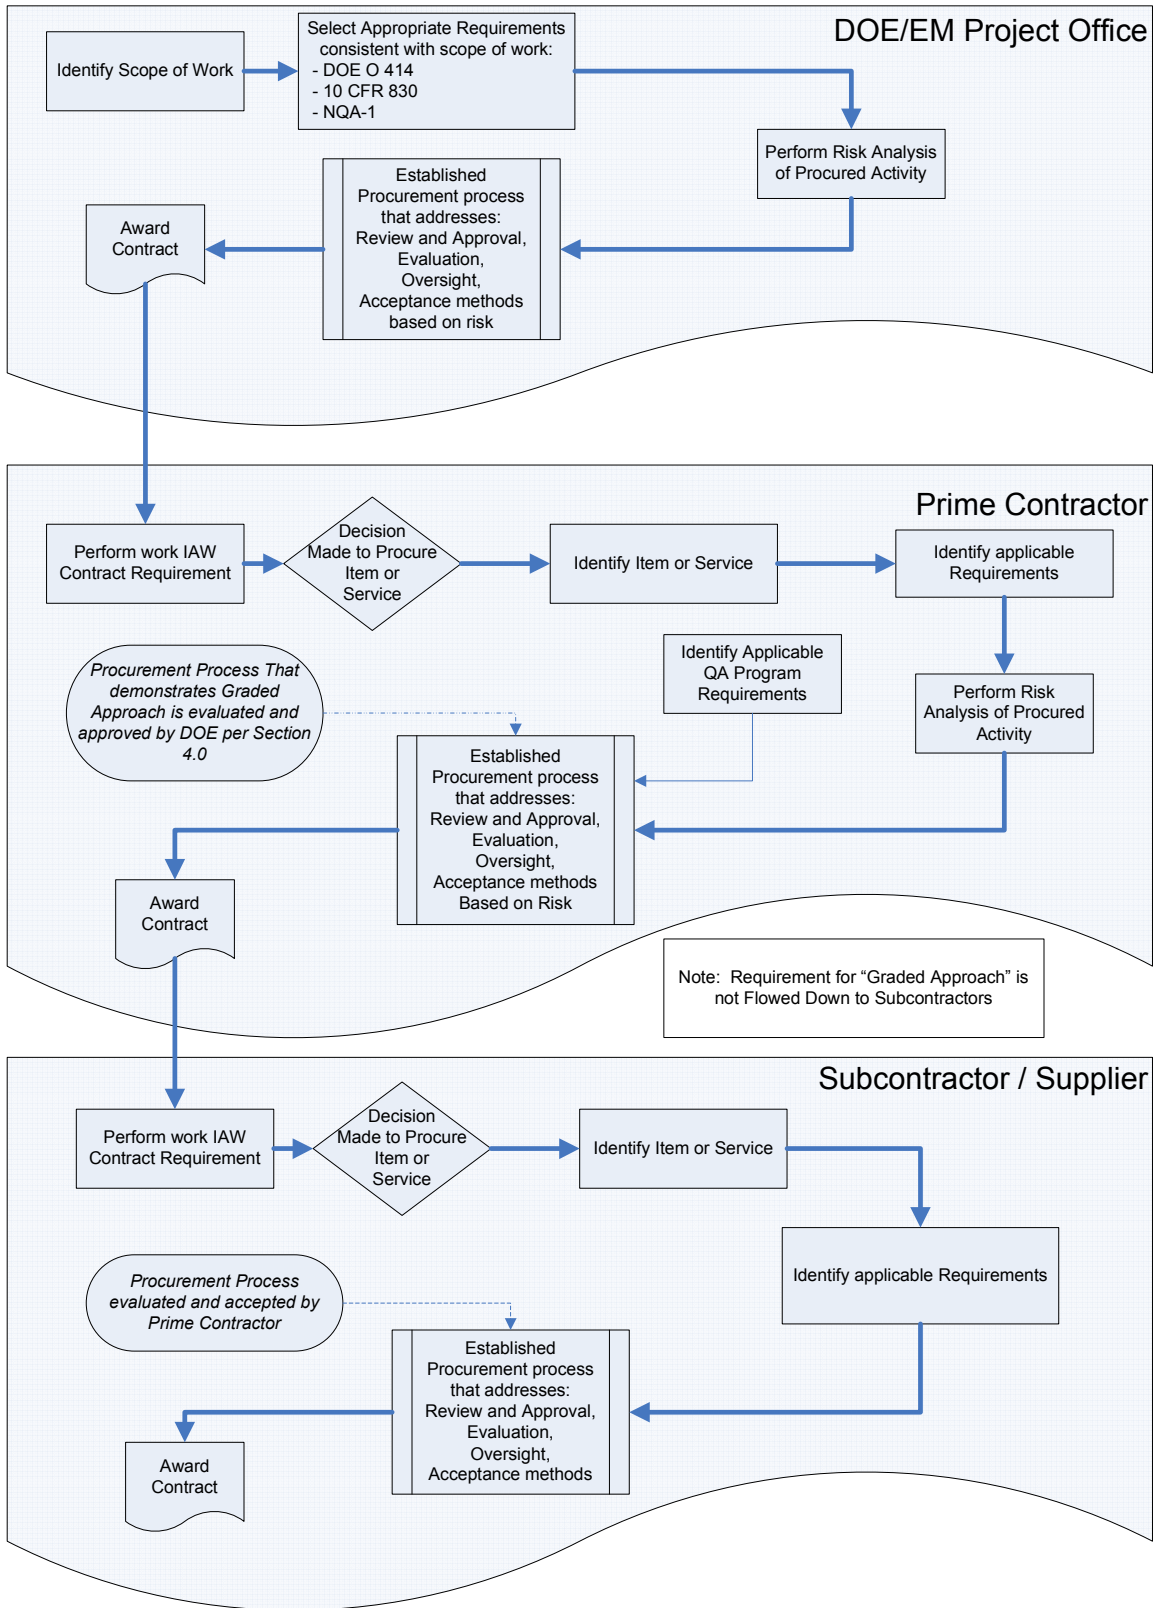 DOE/EM Project Office
Identify Scope of Work
Select Appropriate Requirements
consistent with scope of work:
- DOE O 414
- 10 CFR 830
- NQA-1
Perform Risk Analysis
of Procured Activity
Established
Procurement process
that addresses:
Review and Approval,
Evaluation,
Oversight,
Acceptance methods
based on risk
Award
Contract
Prime Contractor
Perform work IAW
Contract Requirement
Decision
Made to Procure
Item or
Service
Identify Item or Service
Identify applicable
Requirements
Perform Risk
Analysis of Procured
Activity
Identify Applicable
QA Program
Requirements
Procurement Process That
demonstrates Graded
Approach is evaluated and
approved by DOE per Section
4.0
Established
Procurement process
that addresses:
Review and Approval,
Evaluation,
Oversight,
Acceptance methods
Based on Risk
Award
Contract
Note:  Requirement for “Graded Approach” is
not Flowed Down to Subcontractors
Subcontractor / Supplier
Perform work IAW
Contract Requirement
Decision
Made to Procure
Item or
Service
Identify Item or Service
Identify applicable Requirements
Procurement Process
evaluated and accepted by
Prime Contractor
Established
Procurement process
that addresses:
Review and Approval,
Evaluation,
Oversight,
Acceptance methods
Award
Contract